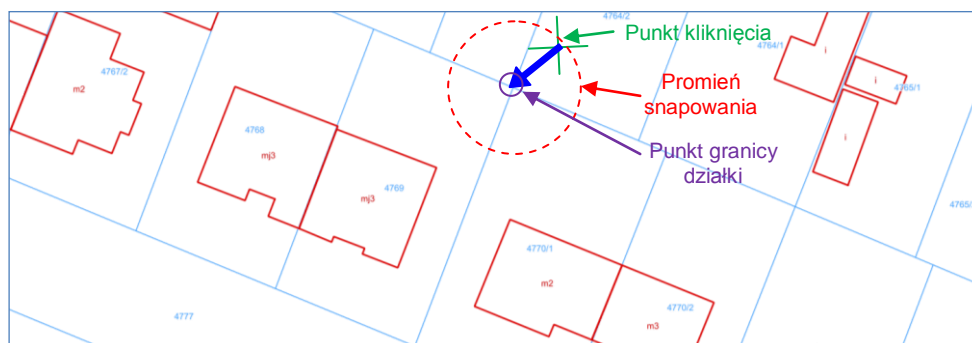 4764/2
Punkt kliknięcia
4764/1
i
4767/2
m2
Promień
snapowania
i
4765/1
4768
mj3
i
Punkt granicy
działki
4769
mj3
4765/
4770/1
m2
4770/2
m3
4777